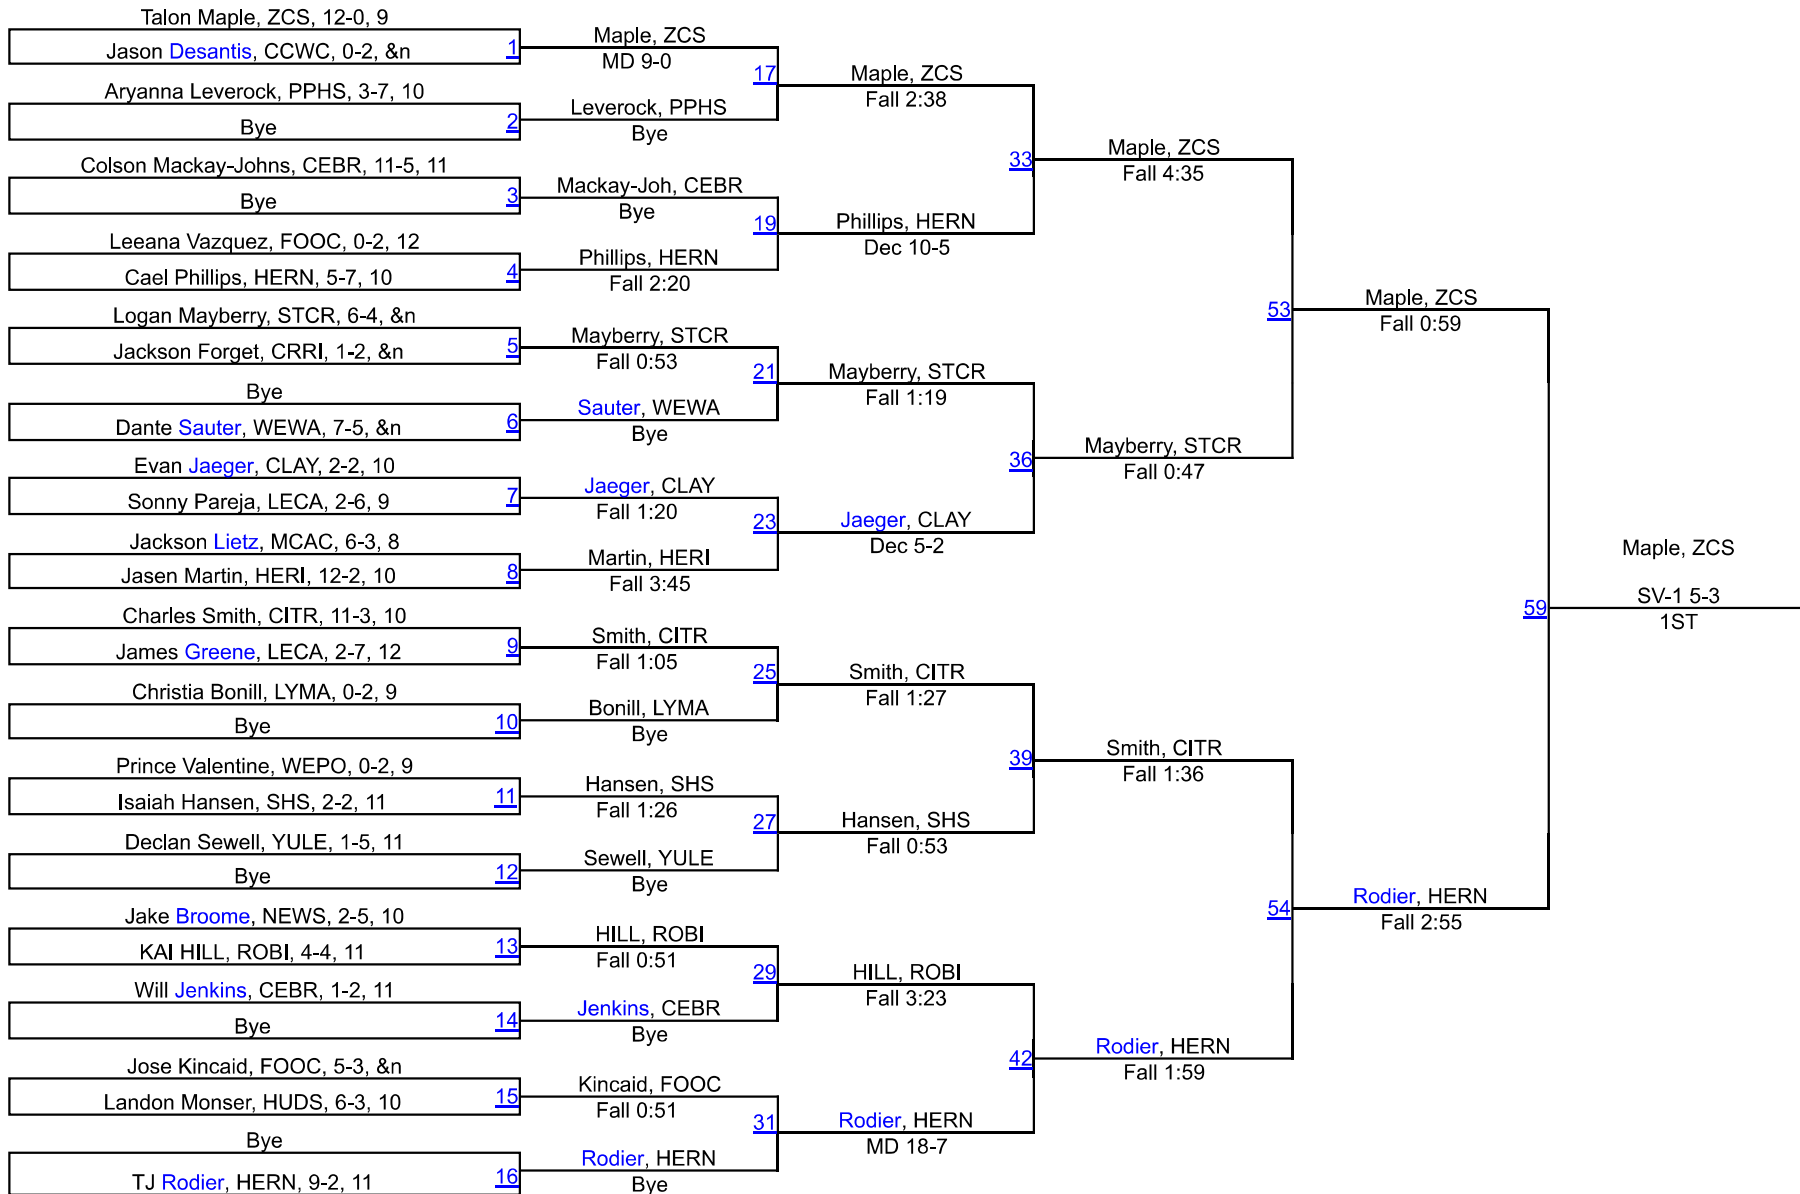 Talon Maple, ZCS, 12-0, 9
Jason Desantis, CCWC, 0-2, &n
1
Aryanna Leverock, PPHS, 3-7, 10
Bye
2
Colson Mackay-Johns, CEBR, 11-5, 11
Bye
3
Leeana Vazquez, FOOC, 0-2, 12
Cael Phillips, HERN, 5-7, 10
4
Logan Mayberry, STCR, 6-4, &n
Jackson Forget, CRRI, 1-2, &n
5
Bye
Dante Sauter, WEWA, 7-5, &n
6
Evan Jaeger, CLAY, 2-2, 10
Sonny Pareja, LECA, 2-6, 9
7
Jackson Lietz, MCAC, 6-3, 8
Jasen Martin, HERI, 12-2, 10
8
Charles Smith, CITR, 11-3, 10
James Greene, LECA, 2-7, 12
9
Christia Bonill, LYMA, 0-2, 9
Bye
10
Prince Valentine, WEPO, 0-2, 9
Isaiah Hansen, SHS, 2-2, 11
11
Declan Sewell, YULE, 1-5, 11
Bye
12
Jake Broome, NEWS, 2-5, 10
KAI HILL, ROBI, 4-4, 11
13
Will Jenkins, CEBR, 1-2, 11
Bye
14
Jose Kincaid, FOOC, 5-3, &n
Landon Monser, HUDS, 6-3, 10
15
Bye
TJ Rodier, HERN, 9-2, 11
16
Maple, ZCS
MD 9-0
17
Leverock, PPHS
Bye
Mackay-Joh, CEBR
Bye
19
Phillips, HERN
Fall 2:20
Mayberry, STCR
Fall 0:53
21
Sauter, WEWA
Bye
Jaeger, CLAY
Fall 1:20
23
Martin, HERI
Fall 3:45
Smith, CITR
Fall 1:05
25
Bonill, LYMA
Bye
Hansen, SHS
Fall 1:26
27
Sewell, YULE
Bye
HILL, ROBI
Fall 0:51
29
Jenkins, CEBR
Bye
Kincaid, FOOC
Fall 0:51
31
Rodier, HERN
Bye
Maple, ZCS
Fall 2:38
33
Phillips, HERN
Dec 10-5
Mayberry, STCR
Fall 1:19
36
Jaeger, CLAY
Dec 5-2
Smith, CITR
Fall 1:27
39
Hansen, SHS
Fall 0:53
HILL, ROBI
Fall 3:23
42
Rodier, HERN
MD 18-7
Maple, ZCS
Fall 4:35
53
Mayberry, STCR
Fall 0:47
Smith, CITR
Fall 1:36
54
Rodier, HERN
Fall 1:59
Maple, ZCS
Fall 0:59
59
Rodier, HERN
Fall 2:55
Maple, ZCS
SV-1 5-3
1ST